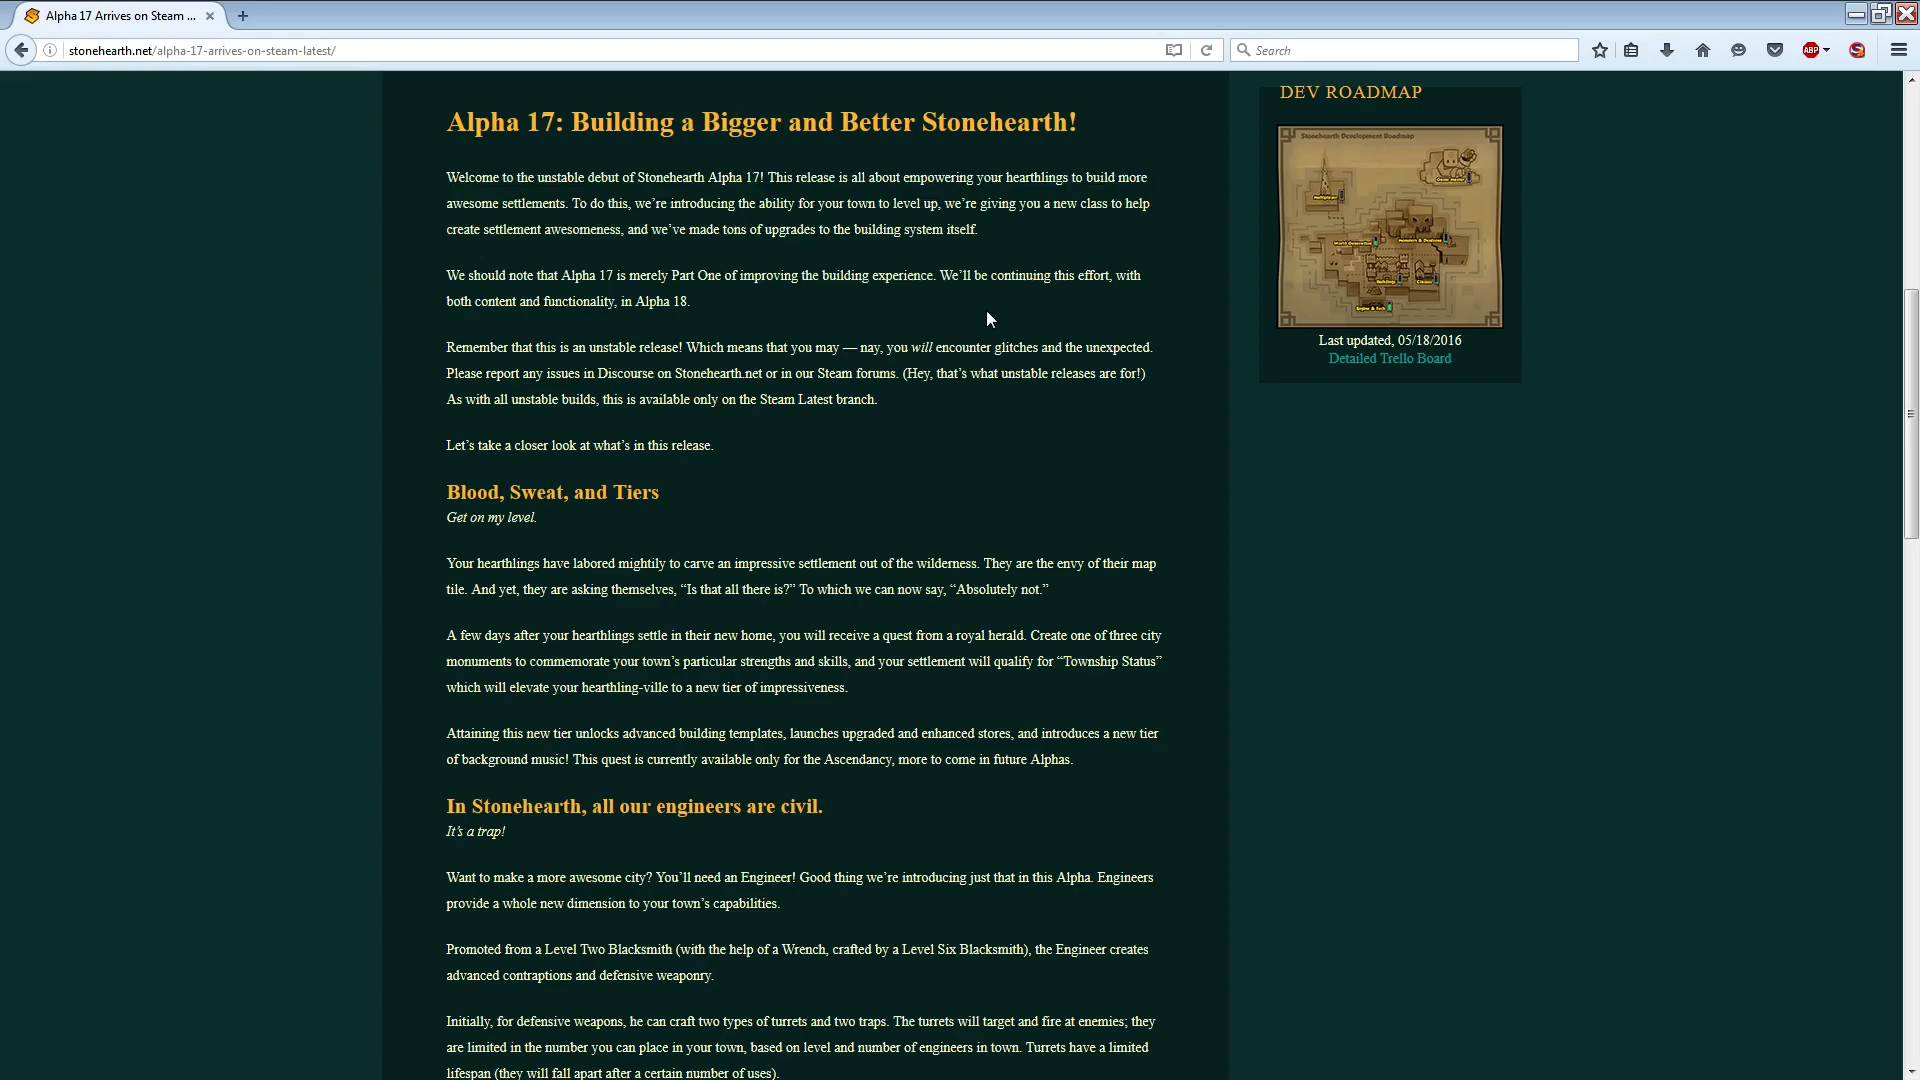 Alpha 17 Arrives on Steam ...
stonehearth.net/alpha-17-arrives-on-steam-latest/
Search
ABP
Alpha 17: Building a Bigger and Better Stonehearth!
Welcome to the unstable debut of Stonehearth Alpha 17! This release is all about empowering your hearthlings to build more
awesome settlements. To do this, we’re introducing the ability for your town to level up, we’re giving you a new class to help
create settlement awesomeness, and we’ve made tons of upgrades to the building system itself.
We should note that Alpha 17 is merely Part One of improving the building experience. We’ll be continuing this effort, with
both content and functionality, in Alpha 18.
Remember that this is an unstable release! Which means that you may — nay, you will encounter glitches and the unexpected.
Please report any issues in Discourse on Stonehearth.net or in our Steam forums. (Hey, that’s what unstable releases are for!)
As with all unstable builds, this is available only on the Steam Latest branch.
Let’s take a closer look at what’s in this release.
Blood, Sweat, and Tiers
Get on my level.
Your hearthlings have labored mightily to carve an impressive settlement out of the wilderness. They are the envy of their map
tile. And yet, they are asking themselves, “Is that all there is?” To which we can now say, “Absolutely not.”
A few days after your hearthlings settle in their new home, you will receive a quest from a royal herald. Create one of three city
monuments to commemorate your town’s particular strengths and skills, and your settlement will qualify for “Township Status”
which will elevate your hearthling-ville to a new tier of impressiveness.
Attaining this new tier unlocks advanced building templates, launches upgraded and enhanced stores, and introduces a new tier
of background music! This quest is currently available only for the Ascendancy, more to come in future Alphas.
In Stonehearth, all our engineers are civil.
It’s a trap!
Want to make a more awesome city? You’ll need an Engineer! Good thing we’re introducing just that in this Alpha. Engineers
provide a whole new dimension to your town’s capabilities.
Promoted from a Level Two Blacksmith (with the help of a Wrench, crafted by a Level Six Blacksmith), the Engineer creates
advanced contraptions and defensive weaponry.
Initially, for defensive weapons, he can craft two types of turrets and two traps. The turrets will target and fire at enemies; they
are limited in the number you can place in your town, based on level and number of engineers in town. Turrets have a limited
lifespan (they will fall apart after a certain number of uses).
DEV ROADMAP
Stonehearth Development Roadmap
Game Master
Multiplayer
World Generation
Monsters &
Buildings
Classes
Engine & Tech
Last updated, 05/18/2016
Detailed Trello Board